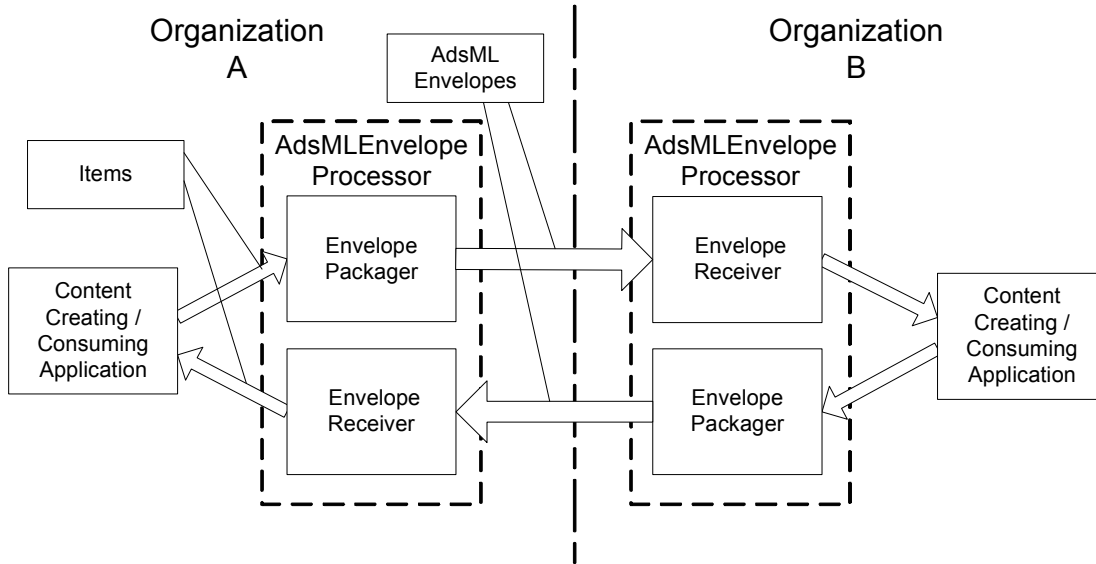 Organization
A
Organization
B
AdsML
Envelopes
AdsMLEnvelope
Processor
AdsMLEnvelope
Processor
Items
Envelope
Packager
Envelope
Receiver
Content
Creating /
Consuming
Application
Content
Creating /
Consuming
Application
Envelope
Receiver
Envelope
Packager